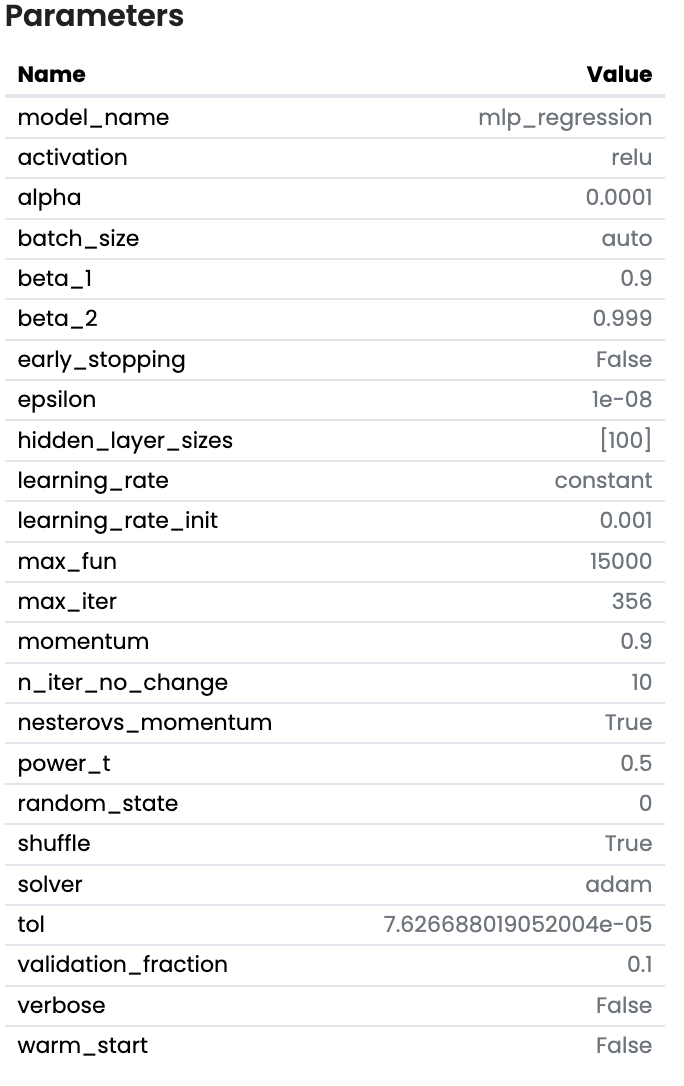 Parameters
Name Value
model_name mlp_regression
activation relu
alpha 0.0001
batch_size auto
beta_1 0.9
beta_2 0.999
early_stopping False
epsilon 1e-08
hidden_layer_sizes [100]
learning_rate constant
learning_rate_init 0.001
max_fun 15000
max_iter 356
momentum 0.9
n_iter_no_change 10
nesterovs_momentum True
power_t 0.5
random_state 0
shuffle True
solver adam
tol 7.626688019052004e-05
validation_fraction 0.1
verbose False
warm_start False